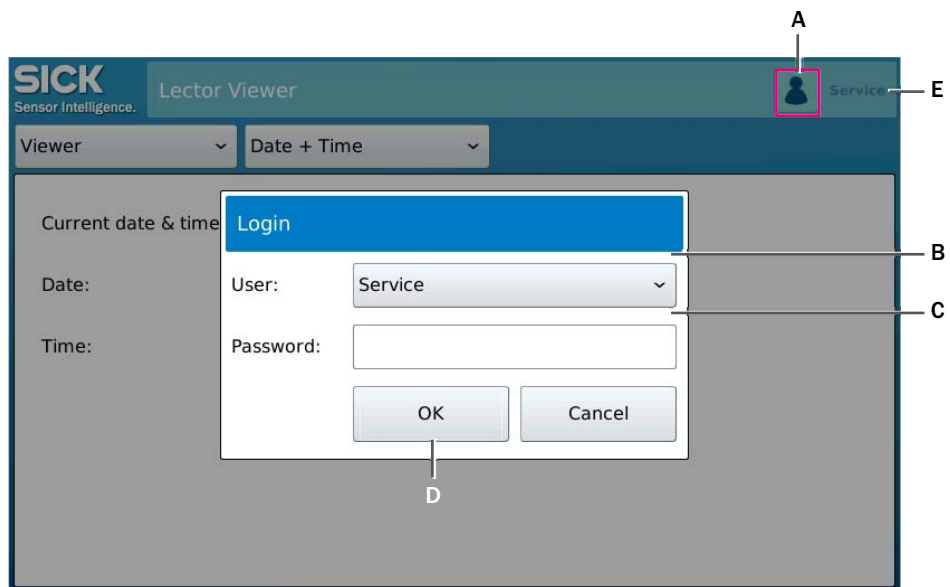 A
SICK
Sensor Intelligence.
Lector Viewer
Service
E
Viewer
Date + Time
Current date & time
Login
B
Date:
User:
Service
C
Time:
Password:
OK
Cancel
D